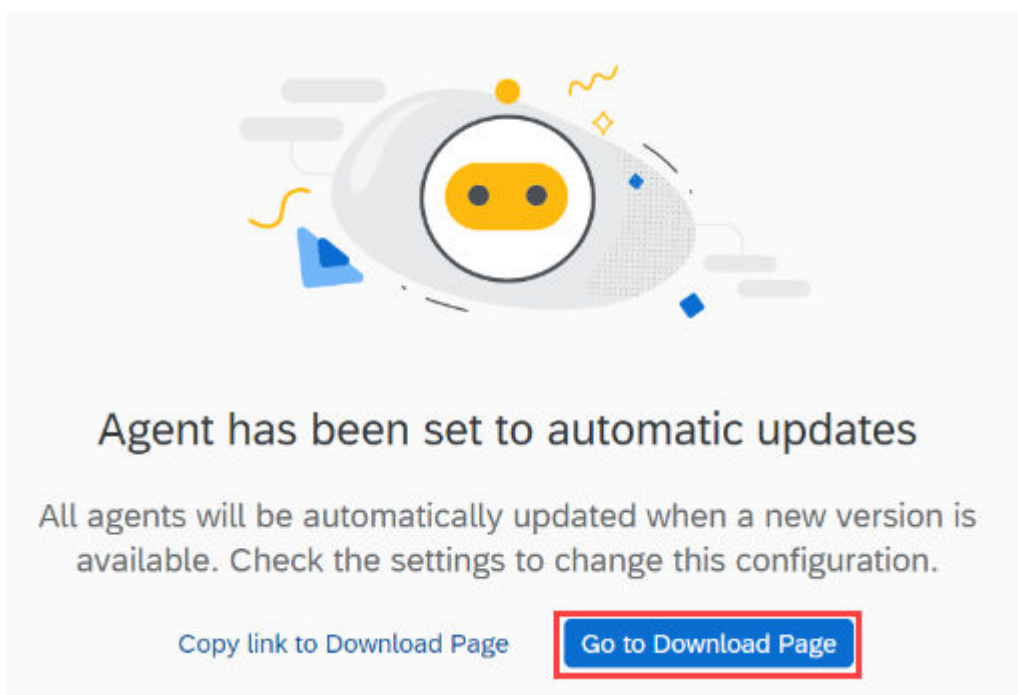 Agent has been set to automatic updates
All agents will be automatically updated when a new version is
available. Check the settings to change this configuration.
Copy link to Download Page
Go to Download Page